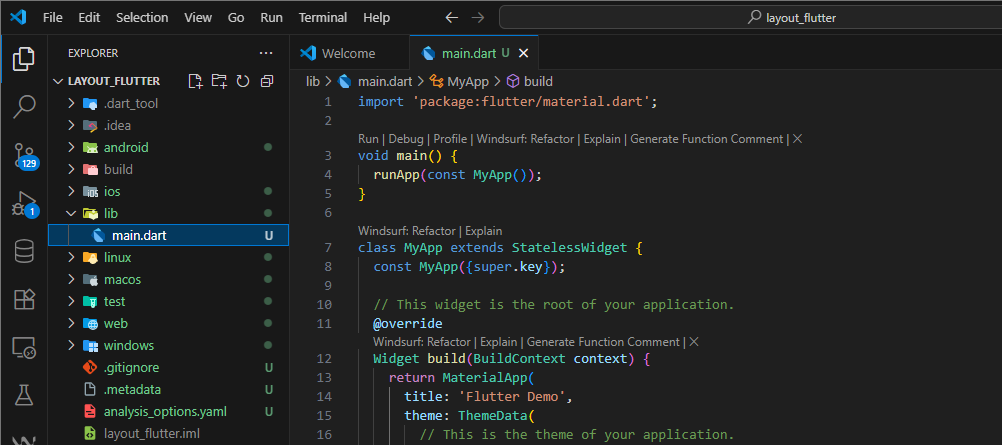 File Edit Selection View Go Run Terminal Help layout_flutter
EXPLORER
LAYOUT_FLUTTER
.dart_tool
.idea
android
build
ios
lib
main.dart U
linux
macos
test
web
windows
.gitignore U
.metadata U
analysis_options.yaml U
layout_flutter.iml
129
1
Welcome main.dart U
lib > main.dart > MyApp > build
1 import 'package:flutter/material.dart';
2
Run | Debug | Profile | Windsurf: Refactor | Explain | Generate Function Comment | X
3 void main() {
4 runApp(const MyApp());
5 }
6
Windsurf: Refactor | Explain
7 class MyApp extends StatelessWidget {
8 const MyApp({super.key});
9
10 // This widget is the root of your application.
11 @override
Windsurf: Refactor | Explain | Generate Function Comment | X
12 Widget build(BuildContext context) {
13 return MaterialApp(
14 title: 'Flutter Demo',
15 theme: ThemeData(
16 // This is the theme of your application.